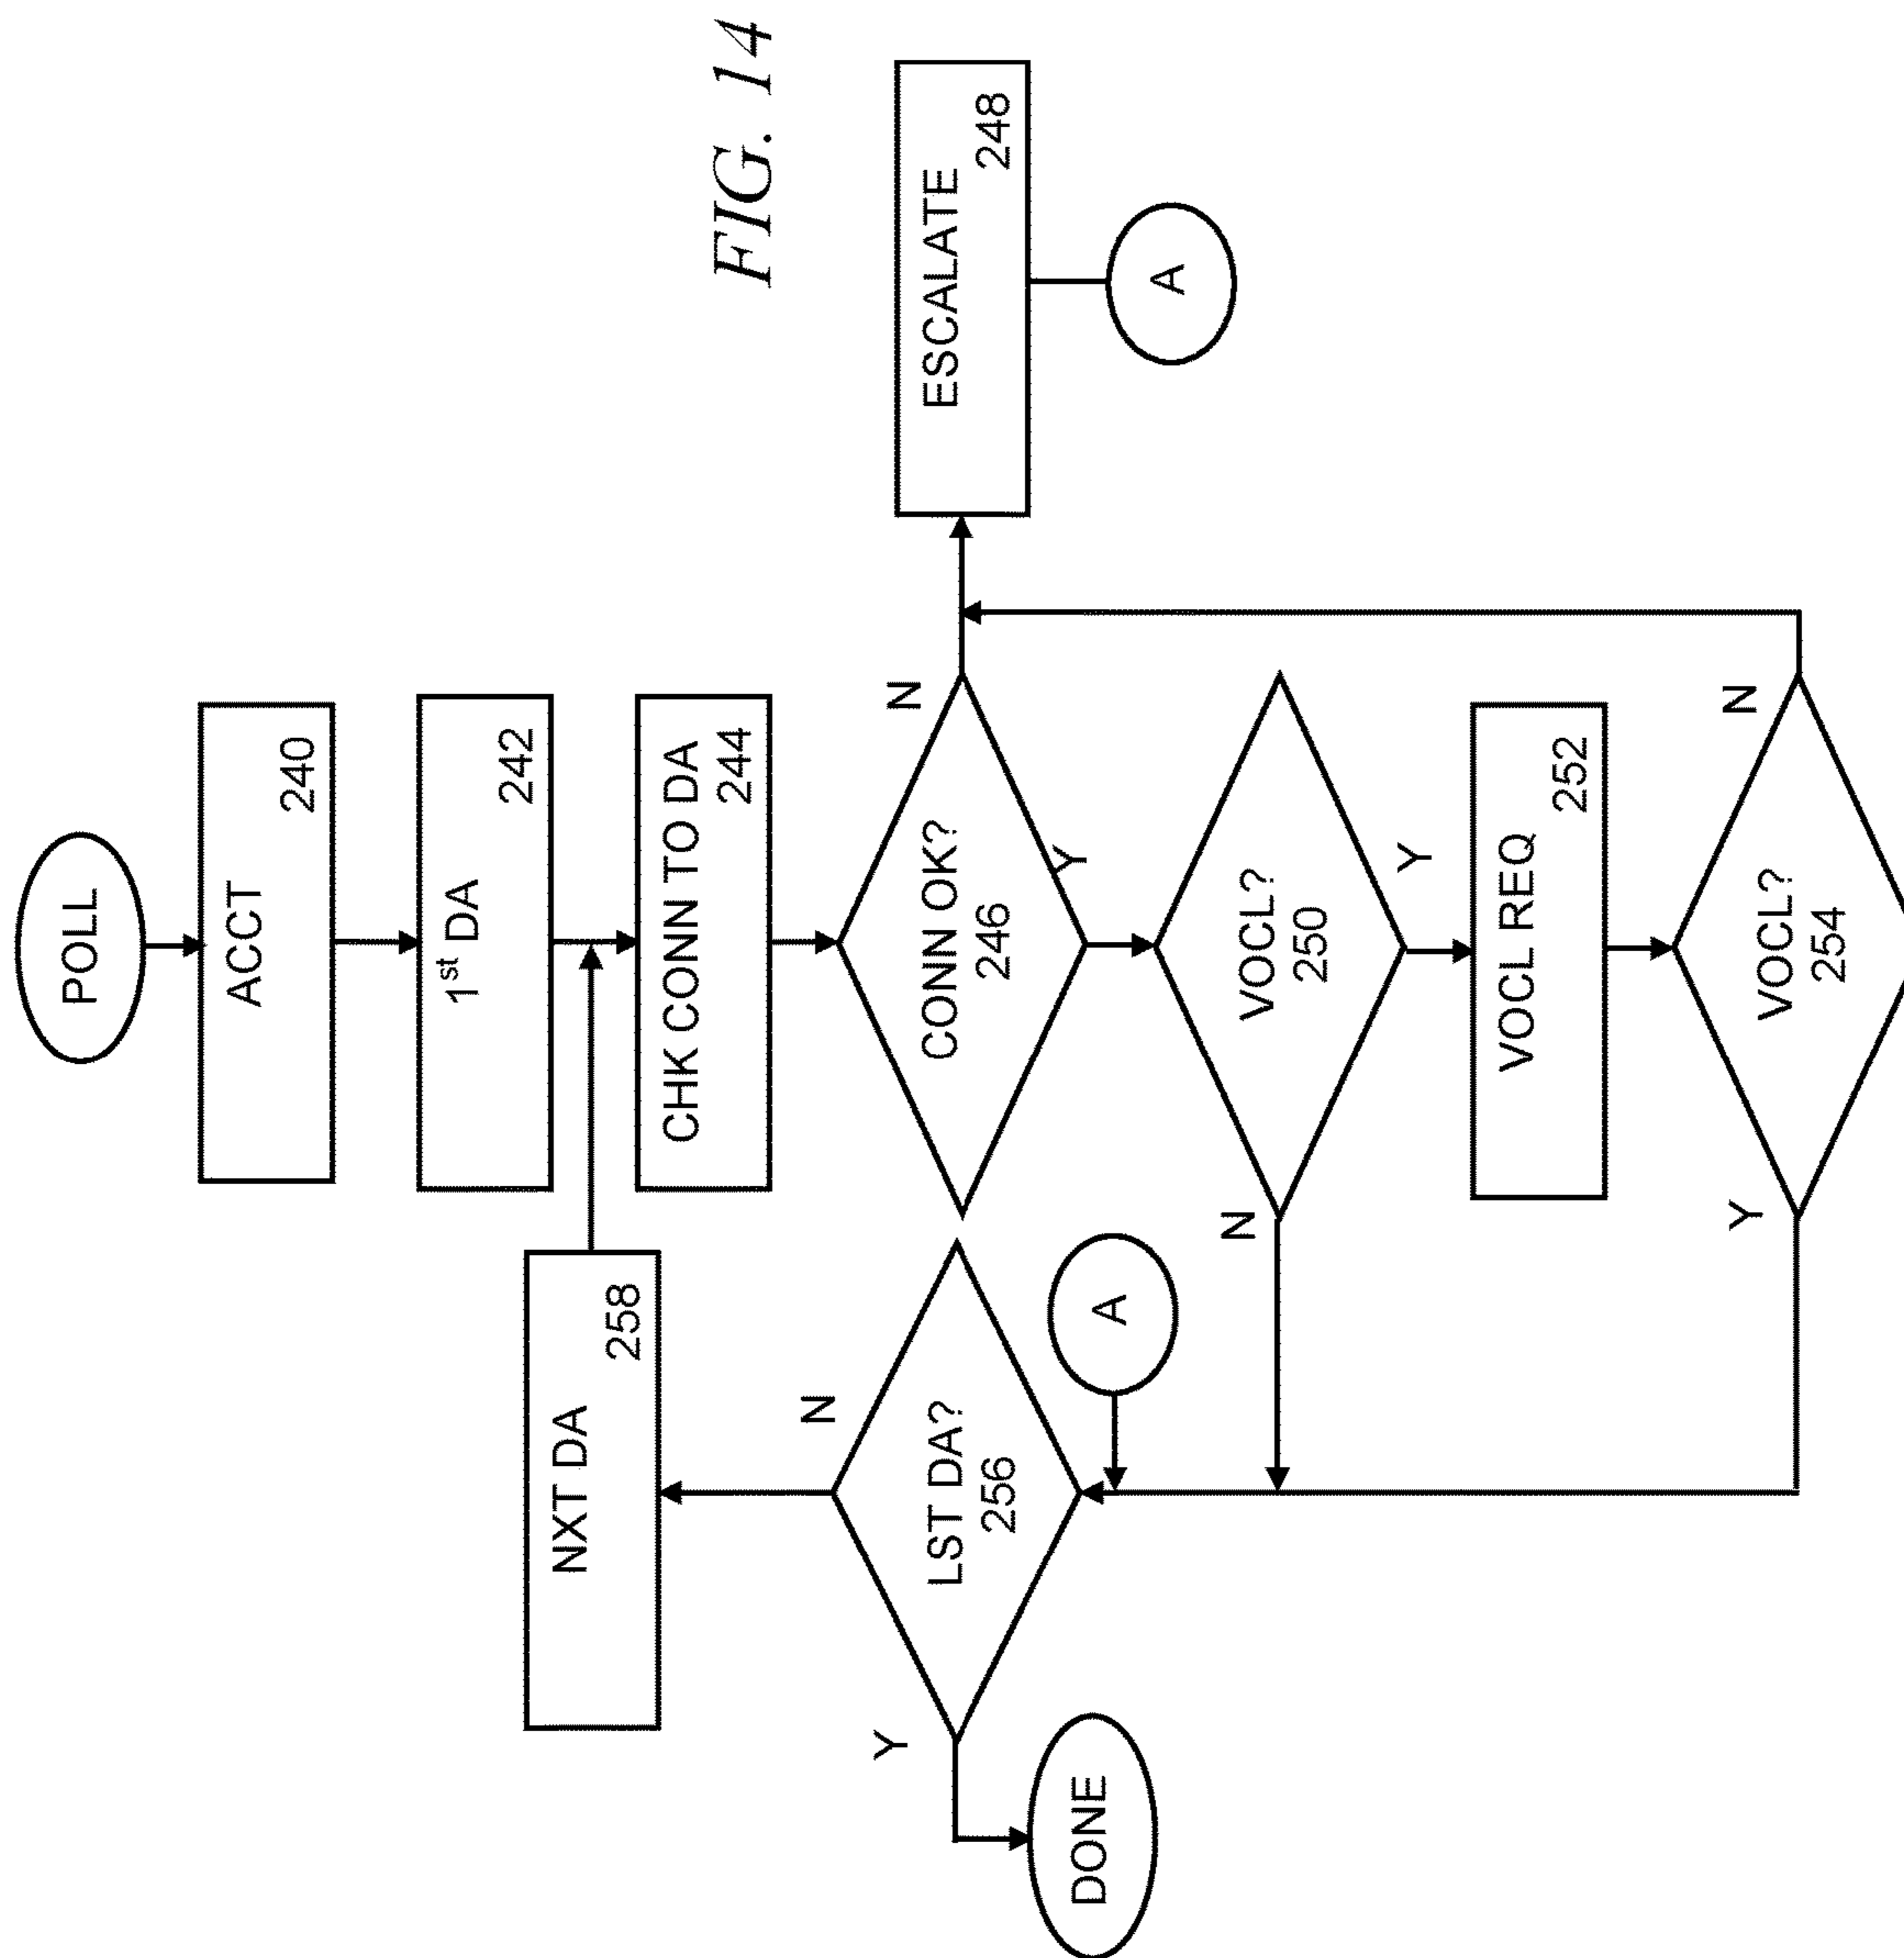 FIG. 14
POLL
ACCT
240
1st DA
242
CHK CONN TO DA
244
CONN OK?
246
N
Y
ESCALATE
248
A
VOCL?
250
N
Y
VOCL REQ
252
VOCL?
254
N
Y
A
LST DA?
256
N
Y
NXT DA
258
DONE